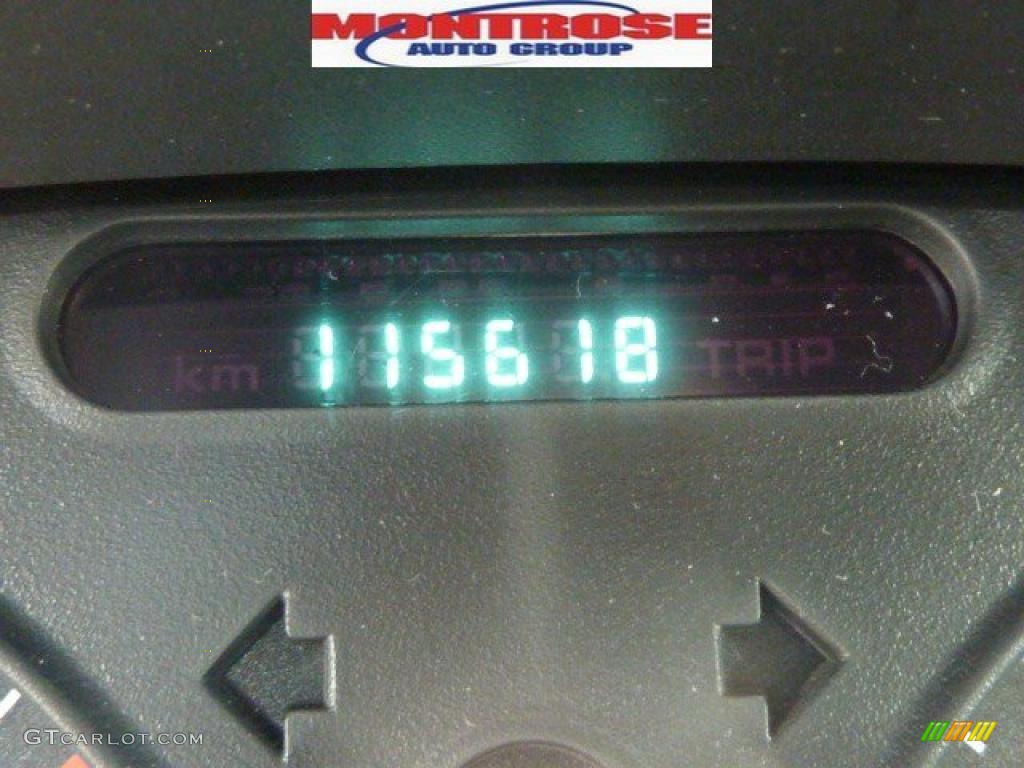 MONTROSE
AUTO GROUP
km 115618 TRIP
GTCARLOT.COM